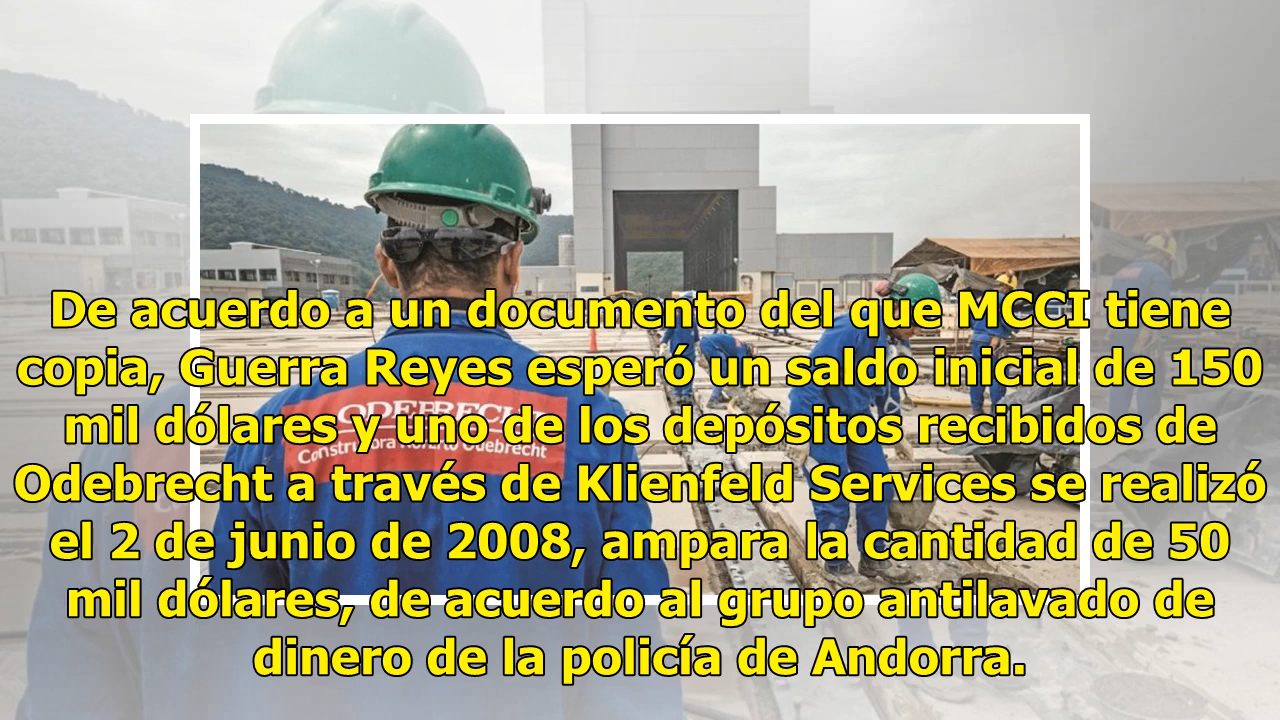 De acuerdo a un documento del que MCCI tiene
copia, Guerra Reyes esperó un saldo inicial de 150
mil dólares y uno de los depósitos recibidos de
Odebrecht a través de Klienfeld Services se realizó
el 2 de junio de 2008, ampara la cantidad de 50
mil dólares, de acuerdo al grupo antilavado de
dinero de la policía de Andorra.
ODEBRECHT
Odebrecht